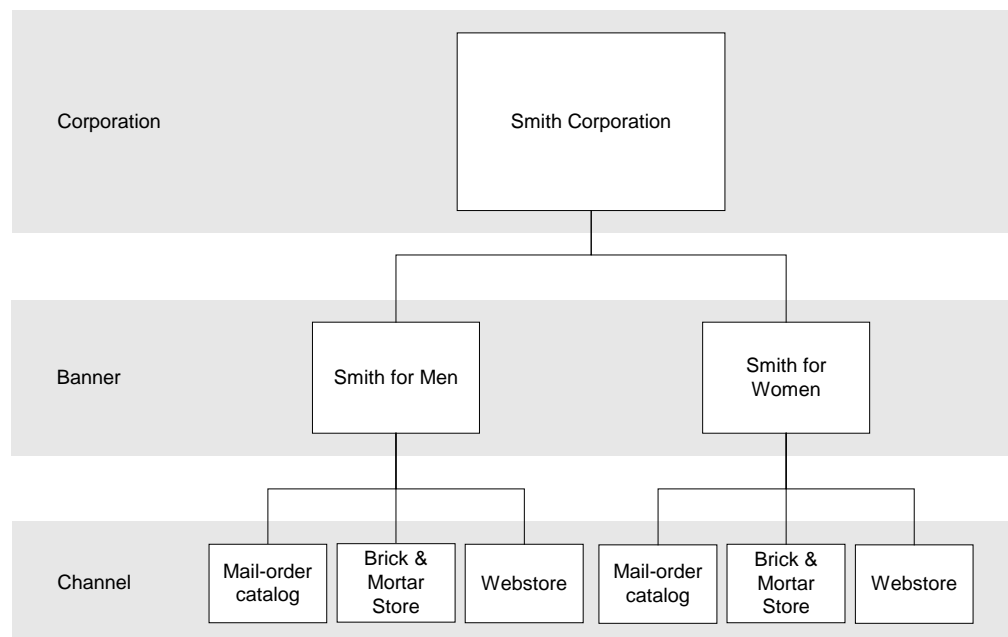 Corporation
Smith Corporation
Banner
Smith for Men
Smith for
Women
Channel
Mail-order
catalog
Brick &
Mortar
Store
Webstore
Mail-order
catalog
Brick &
Mortar
Store
Webstore